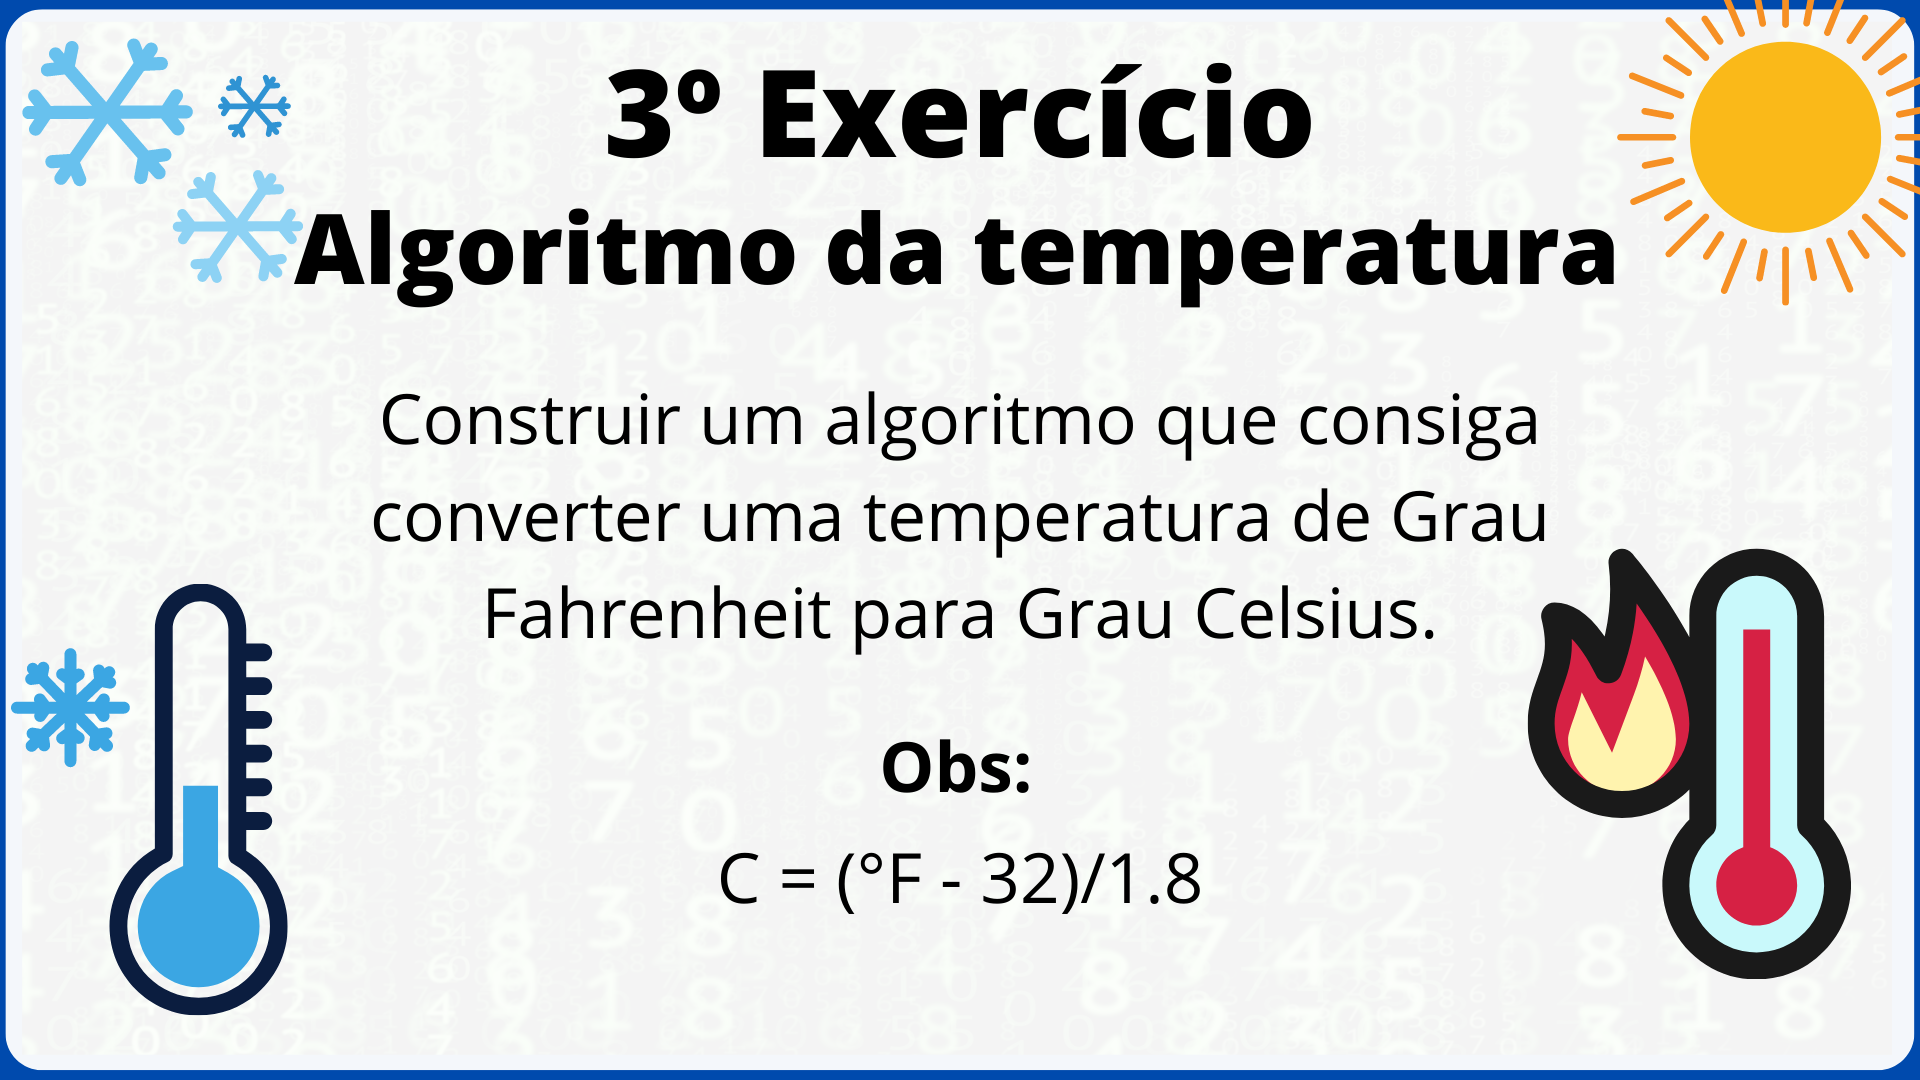 3º Exercício
Algoritmo da temperatura
Construir um algoritmo que consiga
converter uma temperatura de Grau
Fahrenheit para Grau Celsius.
Obs:
C = (°F - 32)/1.8